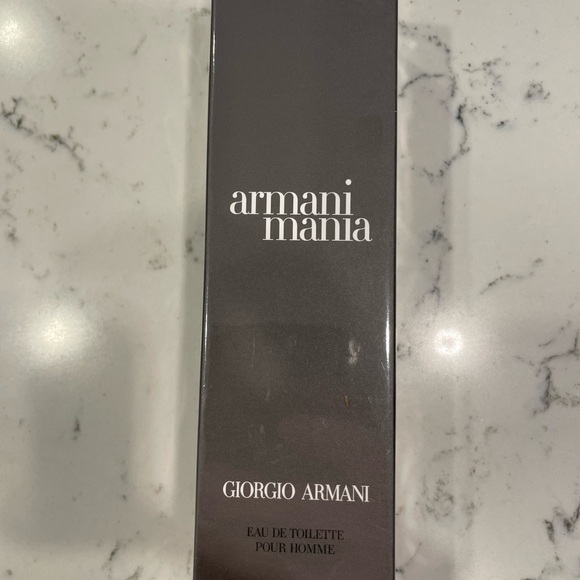 armani
mania
GIORGIO ARMANI
EAU DE TOILETTE
POUR HOMME